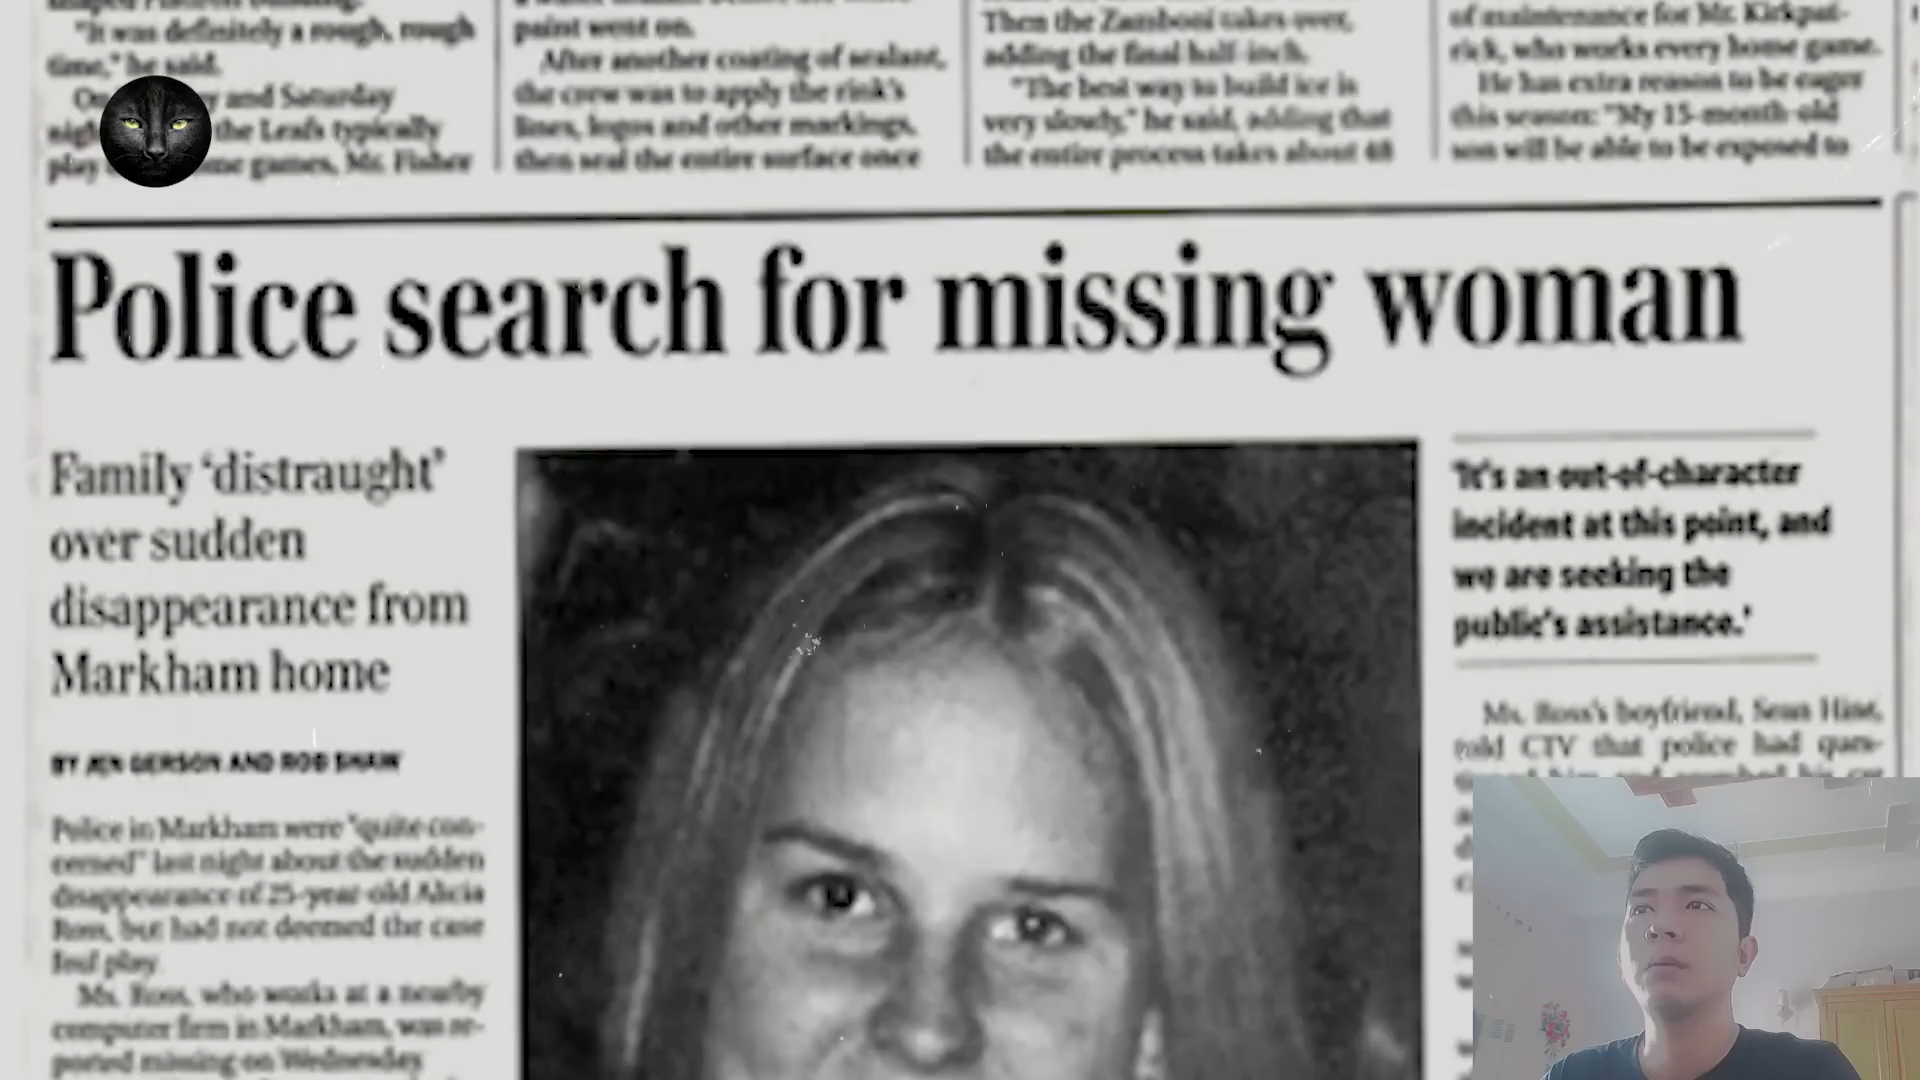 "It was definitely a rough, rough
time," he said.
and Saturday
the Leafs typically
play games, Mr. Fisher
paint went on.
After another coating of sealant,
the crew was to apply the rink's
lines, logos and other markings,
then seal the entire surface once
Then the Zamboni takes over,
adding the final half-inch.
"The best way to build ice is
very slowly," he said, adding that
the entire process takes about 48
of maintenance for Mr. Kirkpat-
rick, who works every home game.
He has extra reason to be eager
this season: "My 15-month-old
son will be able to be exposed to
Police search for missing woman
Family 'distraught'
over sudden
disappearance from
Markham home
BY JEN GERSON AND ROB SHAW
Police in Markham were "quite con-
cerned" last night about the sudden
disappearance of 25-year-old Alicia
Ross, but had not deemed the case
foul play.
Ms. Ross, who works at a nearby
computer firm in Markham, was re-
ported missing on Wednesday
'It's an out-of-character
incident at this point, and
we are seeking the
public's assistance.'
Ms. Ross's boyfriend, Sean Hine,
told CTV that police had ques-